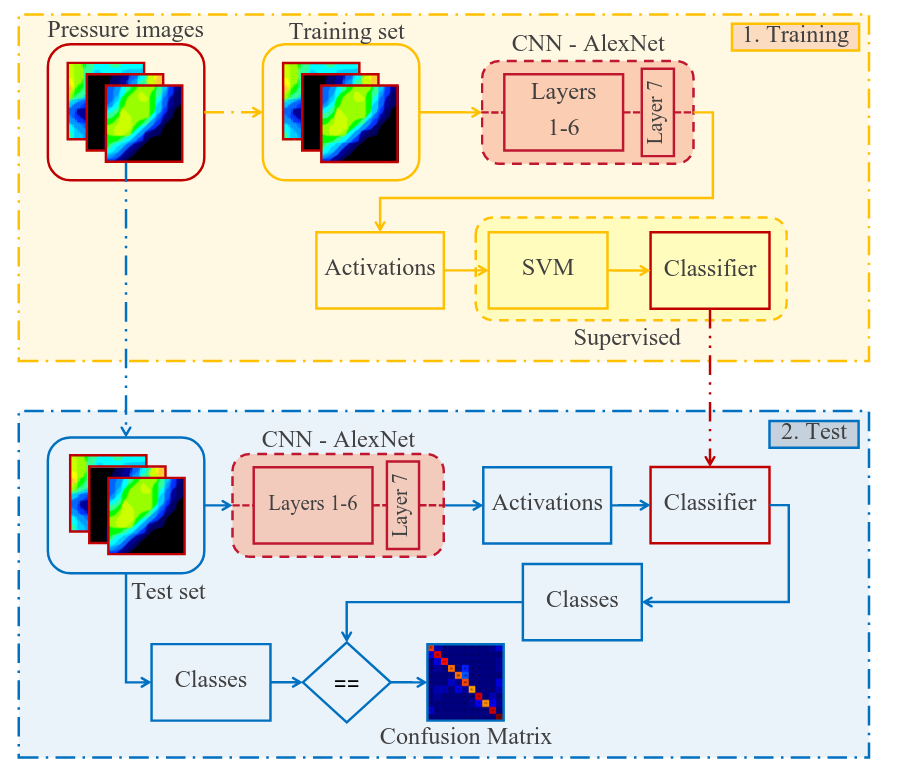 Pressure images
Training set
1. Training
CNN - AlexNet
Layers
1-6
Layer 7
Activations
SVM
Classifier
Supervised
2. Test
CNN - AlexNet
Layers 1-6
Layer 7
Activations
Classifier
Test set
Classes
Classes
==
Confusion Matrix